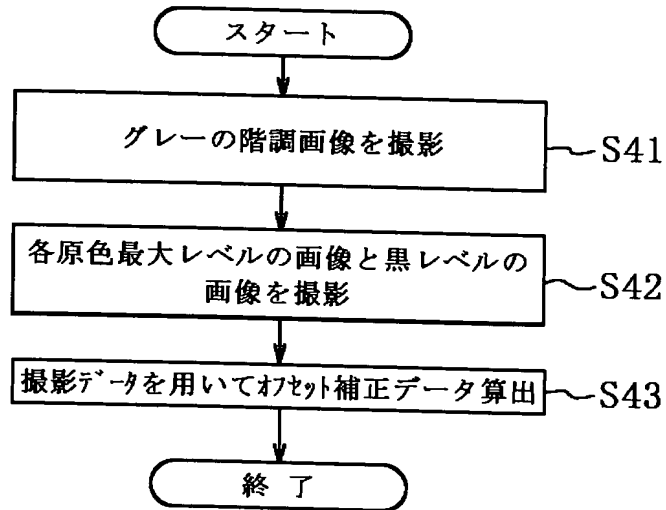 スタート
グレーの階調画像を撮影
S41
各原色最大レベルの画像と黒レベルの
画像を撮影
S42
撮影ﾃﾞｰﾀを用いてｵﾌｾｯﾄ補正データ算出
S43
終了